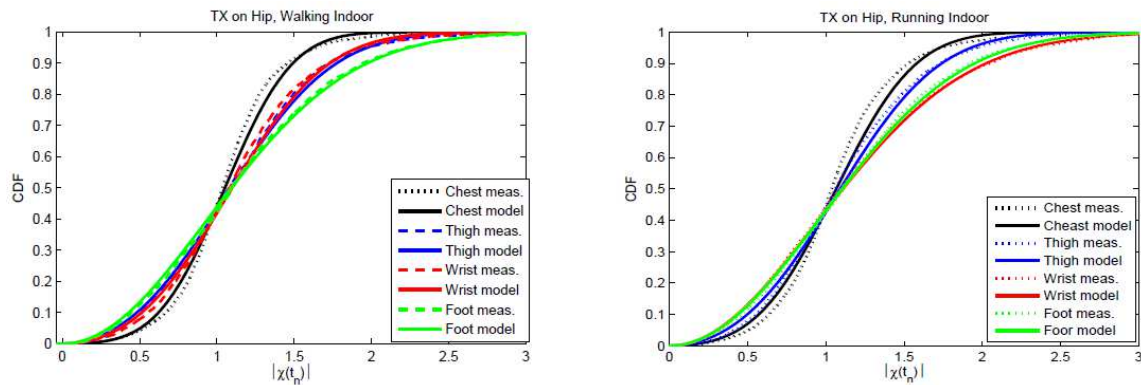 TX on Hip, Walking Indoor
CDF
1
0.9
0.8
0.7
0.6
0.5
0.4
0.3
0.2
0.1
0
Chest meas.
Chest model
Thigh meas.
Thigh model
Wrist meas.
Wrist model
Foot meas.
Foot model
0 0.5 1 1.5 2 2.5 3
|χ(t_n)|
TX on Hip, Running Indoor
CDF
1
0.9
0.8
0.7
0.6
0.5
0.4
0.3
0.2
0.1
0
Chest meas.
Cheast model
Thigh meas.
Thigh model
Wrist meas.
Wrist model
Foot meas.
Foor model
0 0.5 1 1.5 2 2.5 3
|χ(t_n)|